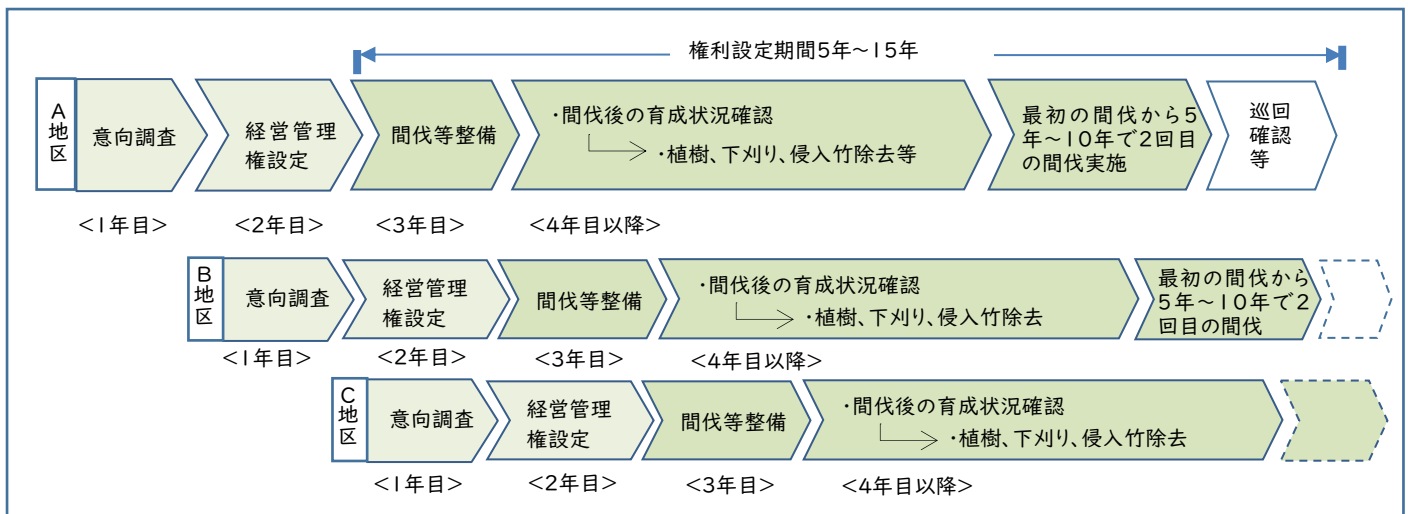 権利設定期間5年～15年
A地区
意向調査
経営管理
権設定
間伐等整備
・間伐後の育成状況確認
・植樹、下刈り、侵入竹除去等
最初の間伐から5
年～10年で2回目
の間伐実施
巡回
確認
等
<1年目>
<2年目>
<3年目>
<4年目以降>
B地区
意向調査
経営管理
権設定
間伐等整備
・間伐後の育成状況確認
・植樹、下刈り、侵入竹除去
最初の間伐から
5年～10年で2
回目の間伐
<1年目>
<2年目>
<3年目>
<4年目以降>
C地区
意向調査
経営管理
権設定
間伐等整備
・間伐後の育成状況確認
・植樹、下刈り、侵入竹除去
<1年目>
<2年目>
<3年目>
<4年目以降>